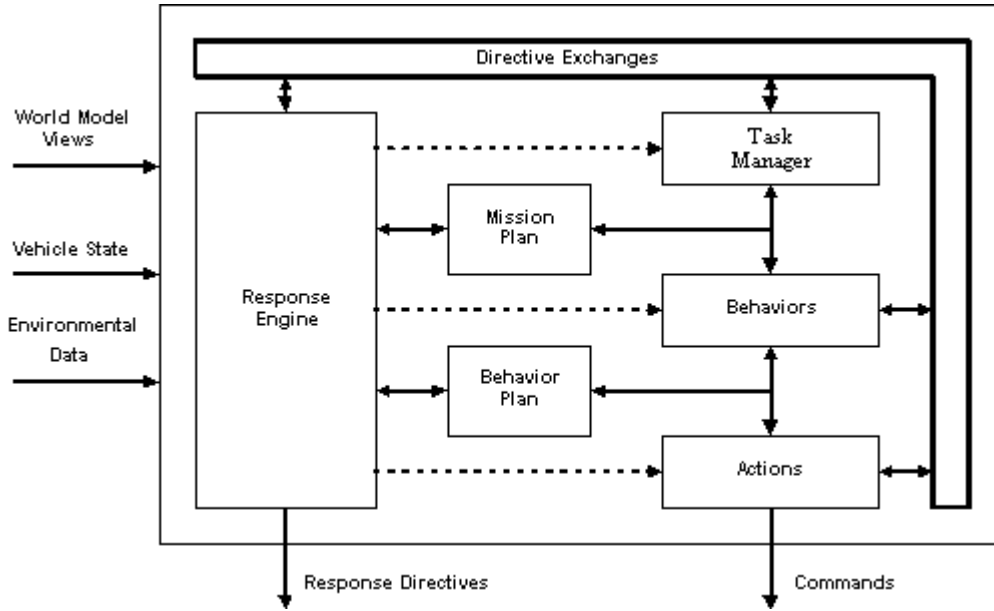 Directive Exchanges
World Model
Views
Task
Manager
Mission
Plan
Vehicle State
Response
Engine
Behaviors
Environmental
Data
Behavior
Plan
Actions
Response Directives
Commands